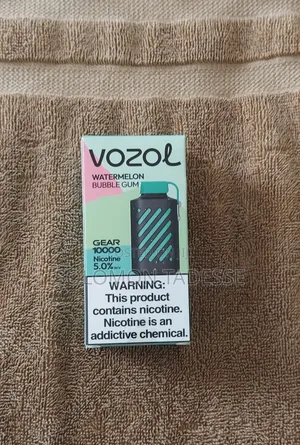 VOZOL
WATERMELON
BUBBLE GUM
GEAR
10000
Nicotine
5.0%
WARNING:
This product
contains nicotine.
Nicotine is an
addictive chemical.